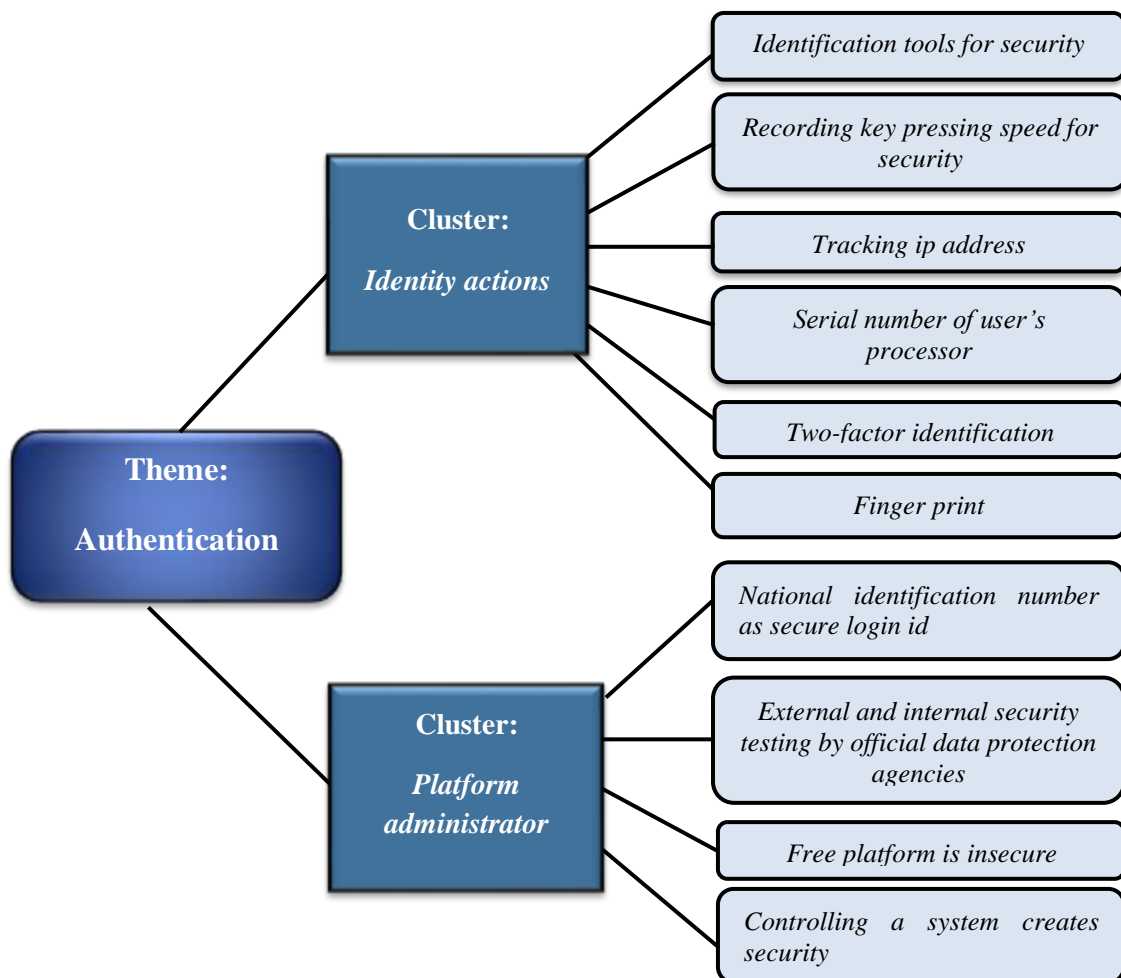 Identification tools for security
Recording key pressing speed for
security
Cluster:
Identity actions
Tracking ip address
Serial number of user’s
processor
Two-factor identification
Finger print
Theme:
Authentication
National identification number
as secure login id
Cluster:
Platform
administrator
External and internal security
testing by official data protection
agencies
Free platform is insecure
Controlling a system creates
security